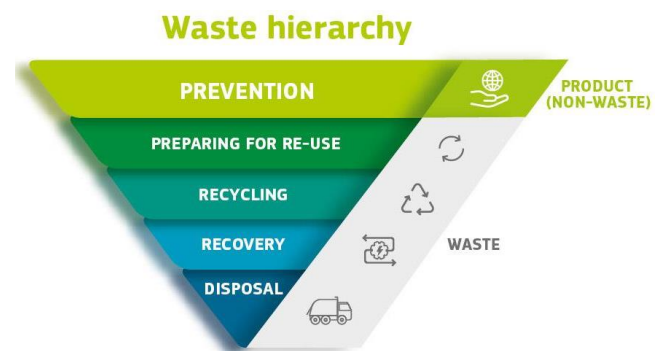 Waste hierarchy
PREVENTION
PRODUCT
(NON-WASTE)
PREPARING FOR RE-USE
RECYCLING
RECOVERY
WASTE
DISPOSAL